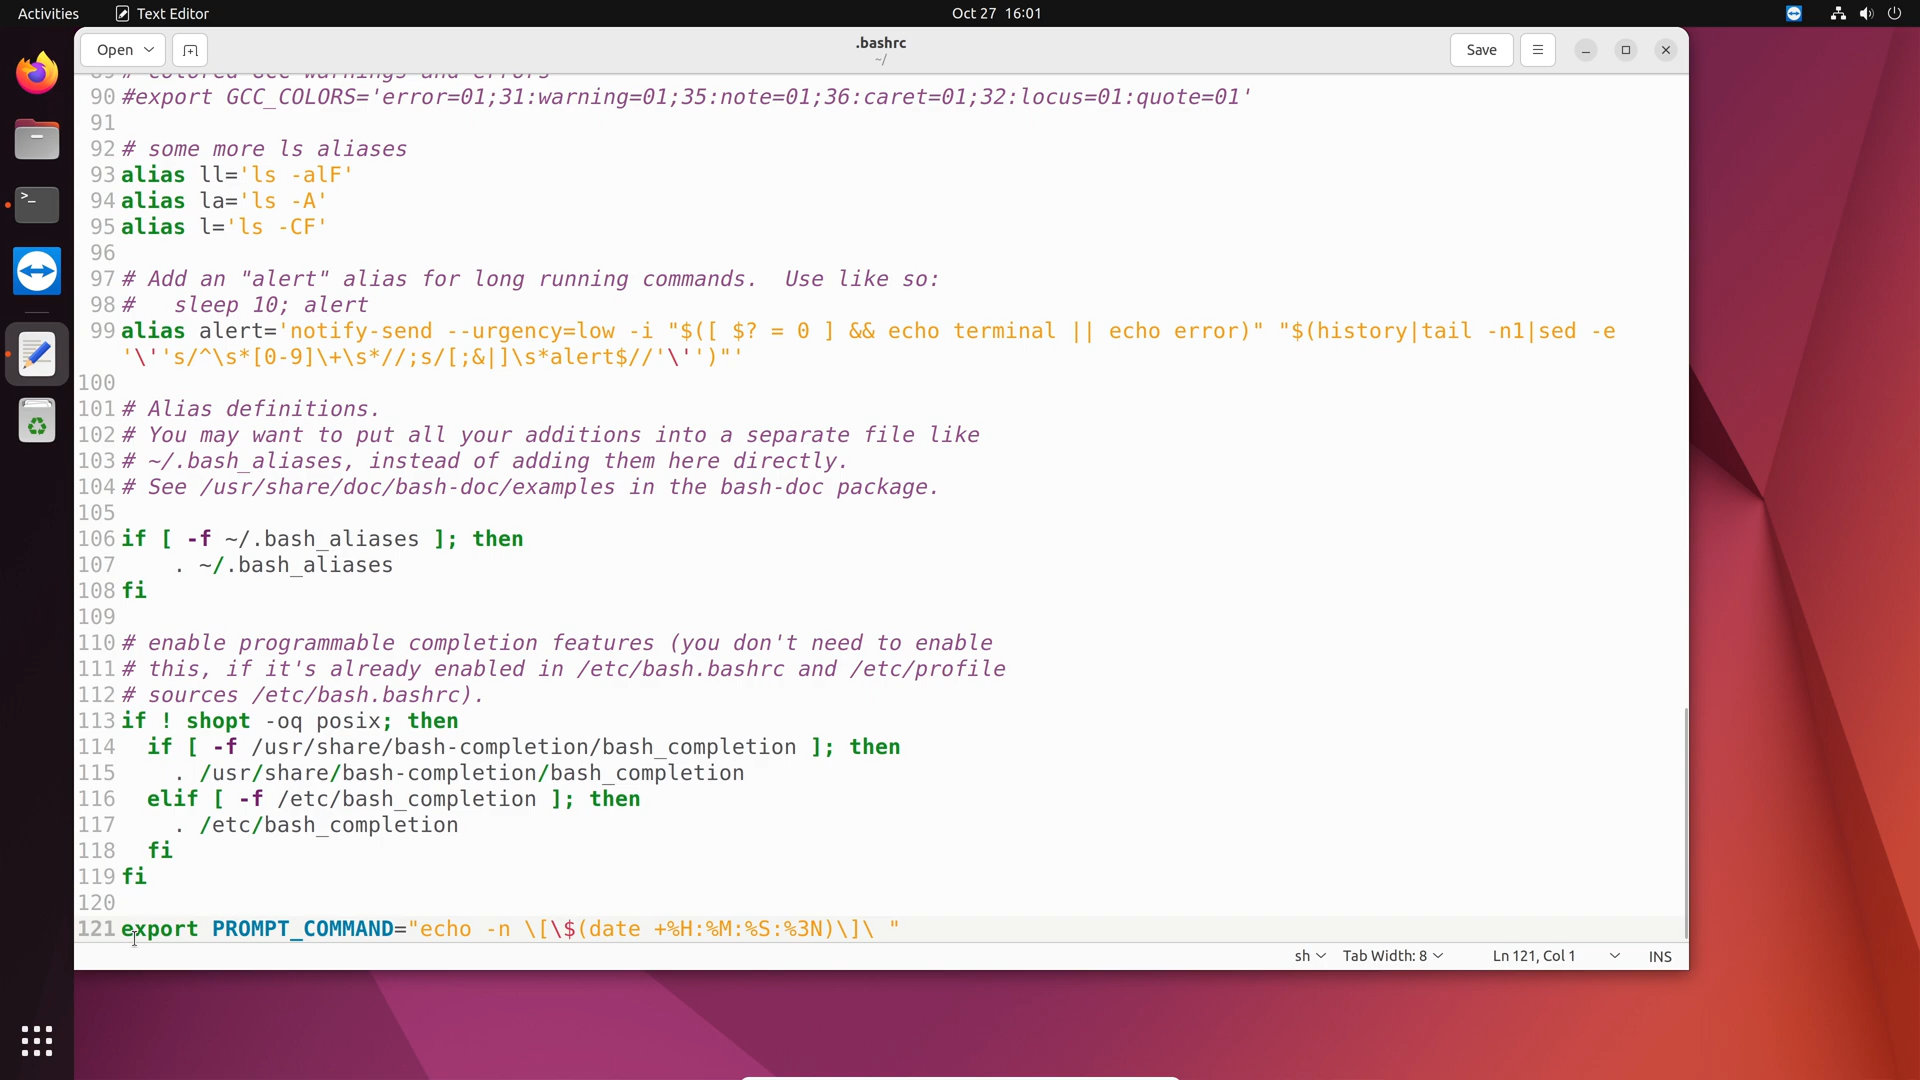 Activities
Text Editor
Oct 27 16:01
Open
.bashrc
~/
Save
89 # colored GCC warnings and errors
90 #export GCC_COLORS='error=01;31:warning=01;35:note=01;36:caret=01;32:locus=01:quote=01'
91
92 # some more ls aliases
93 alias ll='ls -alF'
94 alias la='ls -A'
95 alias l='ls -CF'
96
97 # Add an "alert" alias for long running commands.  Use like so:
98 #   sleep 10; alert
99 alias alert='notify-send --urgency=low -i "$([ $? = 0 ] && echo terminal || echo error)" "$(history|tail -n1|sed -e
'\''s/^\s*[0-9]\+\s*//;s/[;&|]\s*alert$//'\'')"'
100
101 # Alias definitions.
102 # You may want to put all your additions into a separate file like
103 # ~/.bash_aliases, instead of adding them here directly.
104 # See /usr/share/doc/bash-doc/examples in the bash-doc package.
105
106 if [ -f ~/.bash_aliases ]; then
107     . ~/.bash_aliases
108 fi
109
110 # enable programmable completion features (you don't need to enable
111 # this, if it's already enabled in /etc/bash.bashrc and /etc/profile
112 # sources /etc/bash.bashrc).
113 if ! shopt -oq posix; then
114   if [ -f /usr/share/bash-completion/bash_completion ]; then
115     . /usr/share/bash-completion/bash_completion
116   elif [ -f /etc/bash_completion ]; then
117     . /etc/bash_completion
118   fi
119 fi
120
121 export PROMPT_COMMAND="echo -n \[\$(date +%H:%M:%S:%3N)\]\ "
sh
Tab Width: 8
Ln 121, Col 1
INS